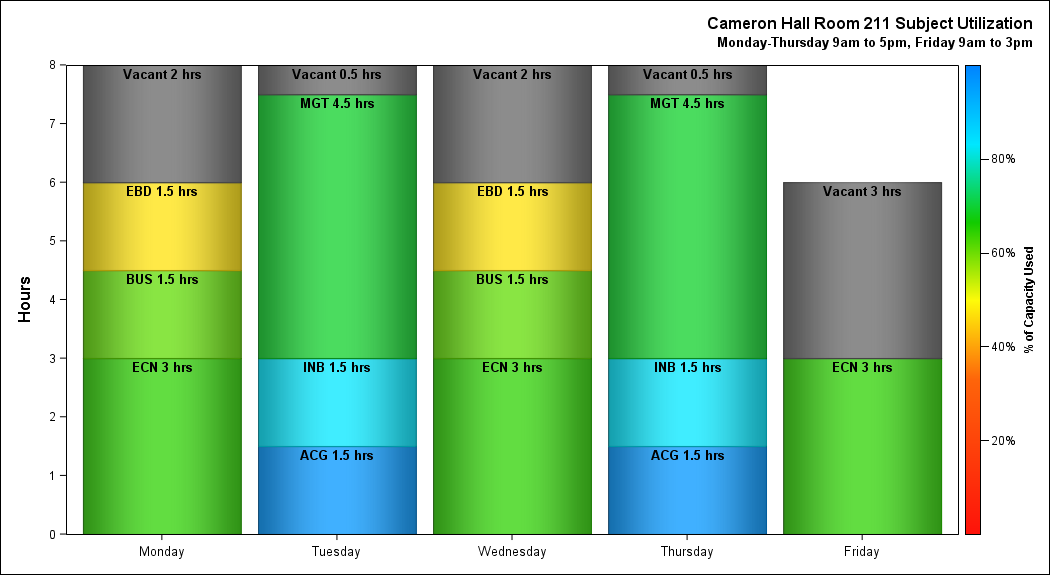 Cameron Hall Room 211 Subject Utilization
Monday-Thursday 9am to 5pm, Friday 9am to 3pm
Hours
8
7
6
5
4
3
2
1
0
Vacant 2 hrs
EBD 1.5 hrs
BUS 1.5 hrs
ECN 3 hrs
Vacant 0.5 hrs
MGT 4.5 hrs
INB 1.5 hrs
ACG 1.5 hrs
Vacant 2 hrs
EBD 1.5 hrs
BUS 1.5 hrs
ECN 3 hrs
Vacant 0.5 hrs
MGT 4.5 hrs
INB 1.5 hrs
ACG 1.5 hrs
Vacant 3 hrs
ECN 3 hrs
Monday Tuesday Wednesday Thursday Friday
80%
60%
40%
20%
% of Capacity Used